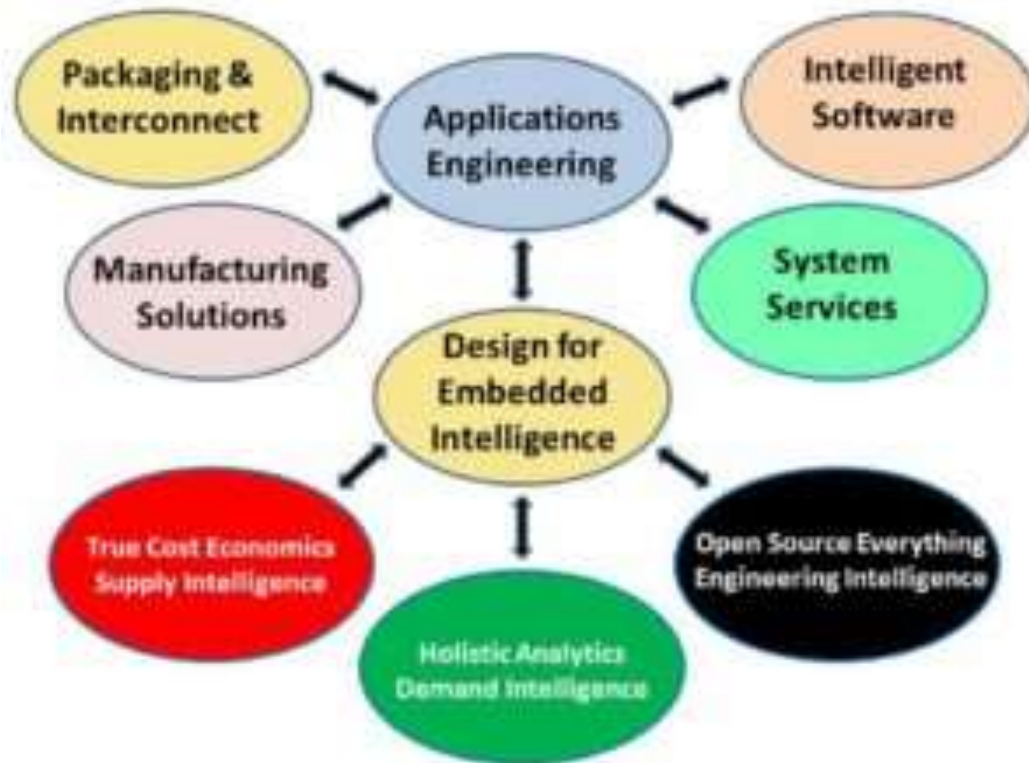 Packaging &
Interconnect
Applications
Engineering
Intelligent
Software
Manufacturing
Solutions
System
Services
Design for
Embedded
Intelligence
True Cost Economics
Supply Intelligence
Open Source Everything
Engineering Intelligence
Holistic Analytics
Demand Intelligence